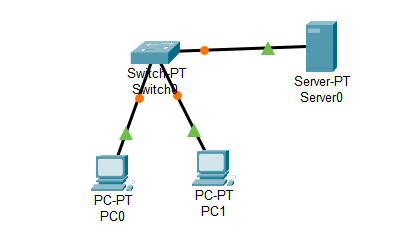 Switch-PT
Switch0
Server-PT
Server0
PC-PT
PC0
PC-PT
PC1